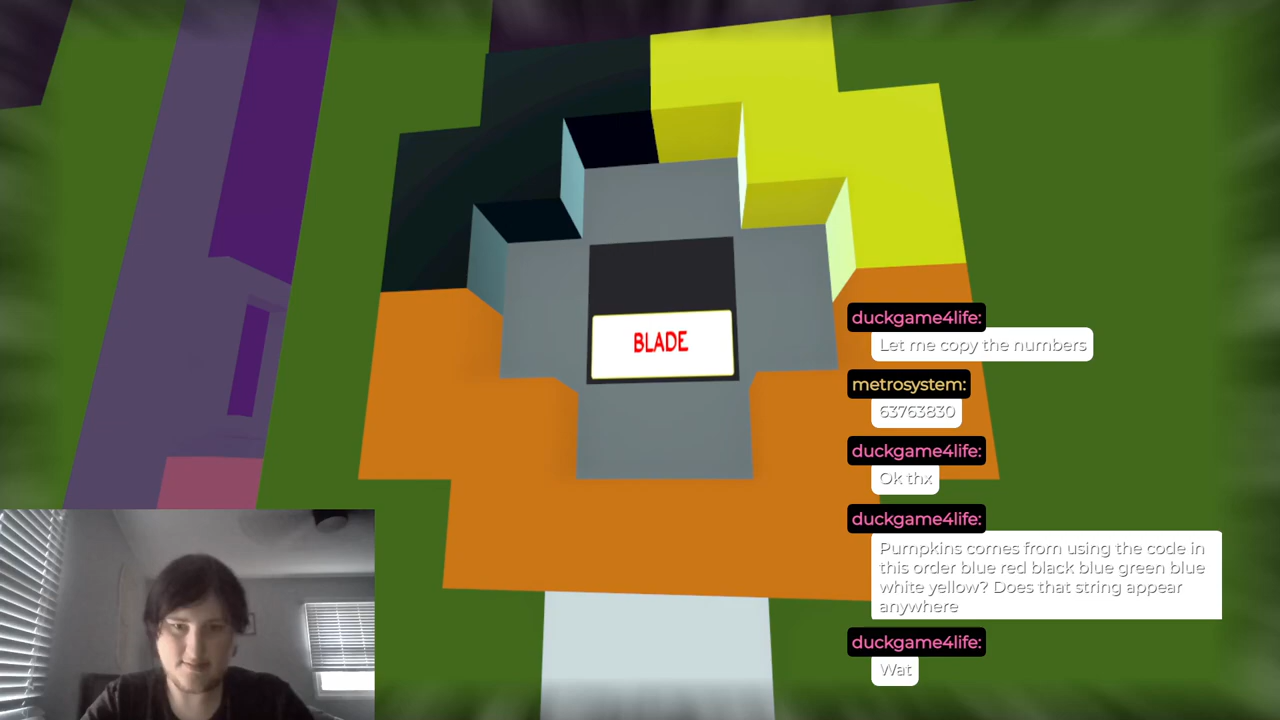 BLADE
duckgame4life:
Let me copy the numbers
metrosystem:
63763830
duckgame4life:
Ok thx
duckgame4life:
Pumpkins comes from using the code in
this order blue red black blue green blue
white yellow? Does that string appear
anywhere
duckgame4life:
Wat